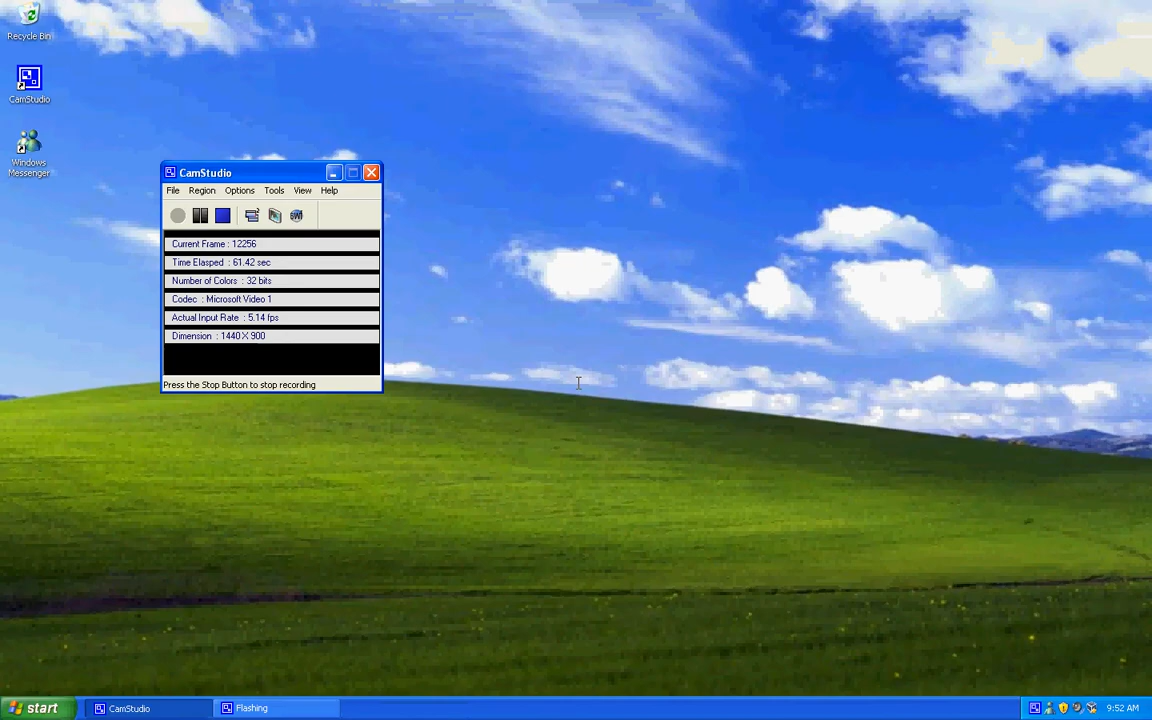 Recycle Bin
CamStudio
Windows
Messenger
CamStudio
File Region Options Tools View Help
Current Frame : 12256
Time Elasped : 61.42 sec
Number of Colors : 32 bits
Codec : Microsoft Video 1
Actual Input Rate : 5.14 fps
Dimension : 1440 X 900
Press the Stop Button to stop recording
start CamStudio Flashing 9:52 AM